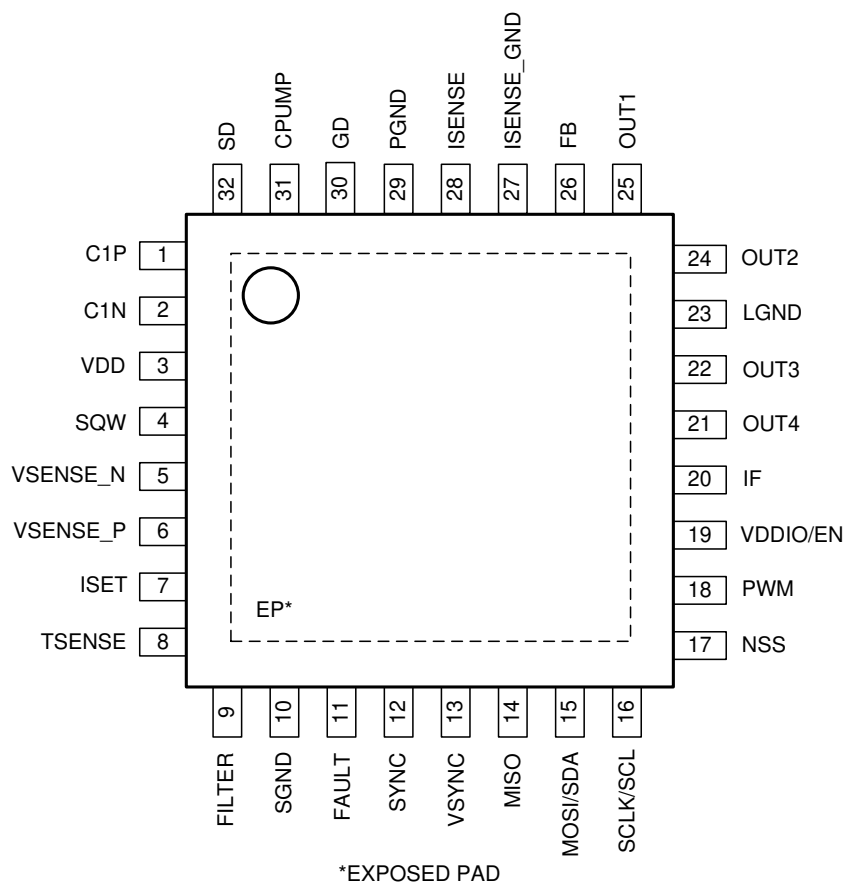 SD
CPUMP
GD
PGND
ISENSE
ISENSE_GND
FB
OUT1
32
31
30
29
28
27
26
25
C1P 1
C1N 2
VDD 3
SQW 4
VSENSE_N 5
VSENSE_P 6
ISET 7
TSENSE 8
24 OUT2
23 LGND
22 OUT3
21 OUT4
20 IF
19 VDDIO/EN
18 PWM
17 NSS
EP*
9
10
11
12
13
14
15
16
FILTER
SGND
FAULT
SYNC
VSYNC
MISO
MOSI/SDA
SCLK/SCL
*EXPOSED PAD